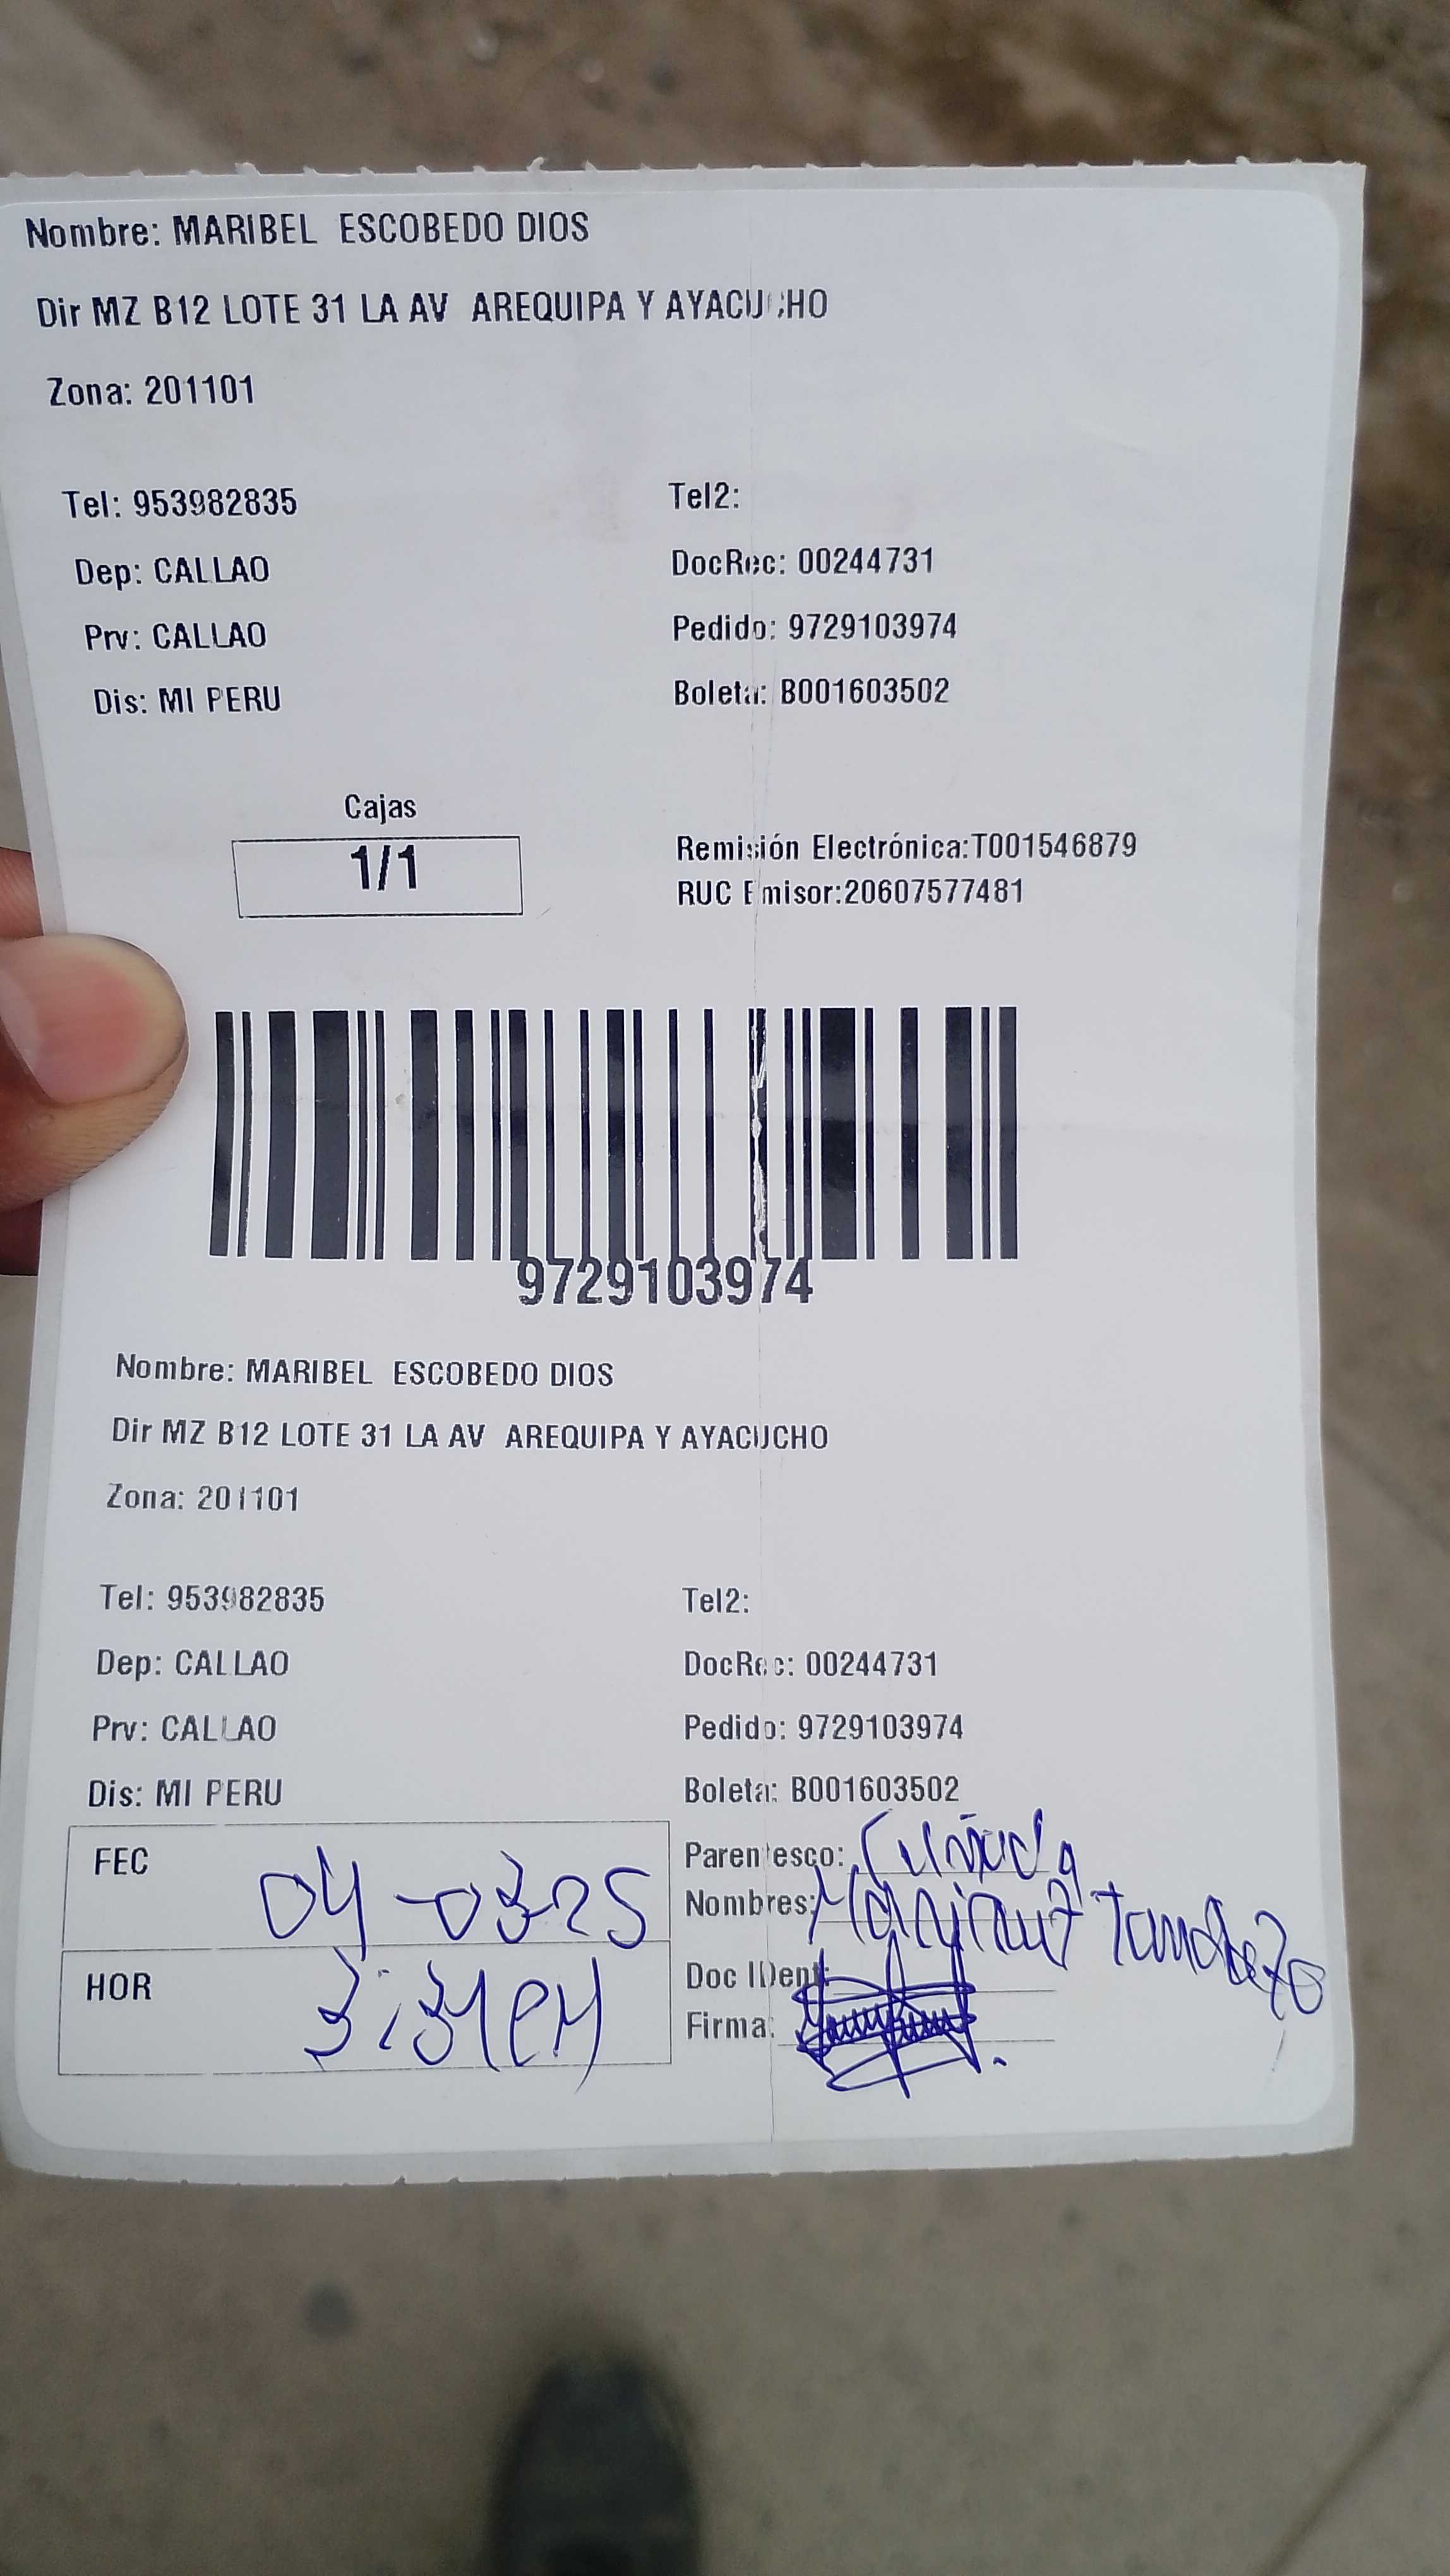 Nombre: MARIBEL ESCOBEDO DIOS
Dir MZ B12 LOTE 31 LA AV AREQUIPA Y AYACUCHO
Zona: 201101
Tel: 953982835 Tel2:
Dep: CALLAO DocRec: 00244731
Prv: CALLAO Pedido: 9729103974
Dis: MI PERU Boleta: B001603502
Cajas
1/1
Remisión Electrónica:T001546879
RUC Emisor:20607577481
9729103974
Nombre: MARIBEL ESCOBEDO DIOS
Dir MZ B12 LOTE 31 LA AV AREQUIPA Y AYACUCHO
Zona: 201101
Tel: 953982835 Tel2:
Dep: CALLAO DocRec: 00244731
Prv: CALLAO Pedido: 9729103974
Dis: MI PERU Boleta: B001603502
FEC 04-03-25
Parentesco: Cuñada
Nombres:
HOR 3:34 PM
Doc IDent:
Firma: